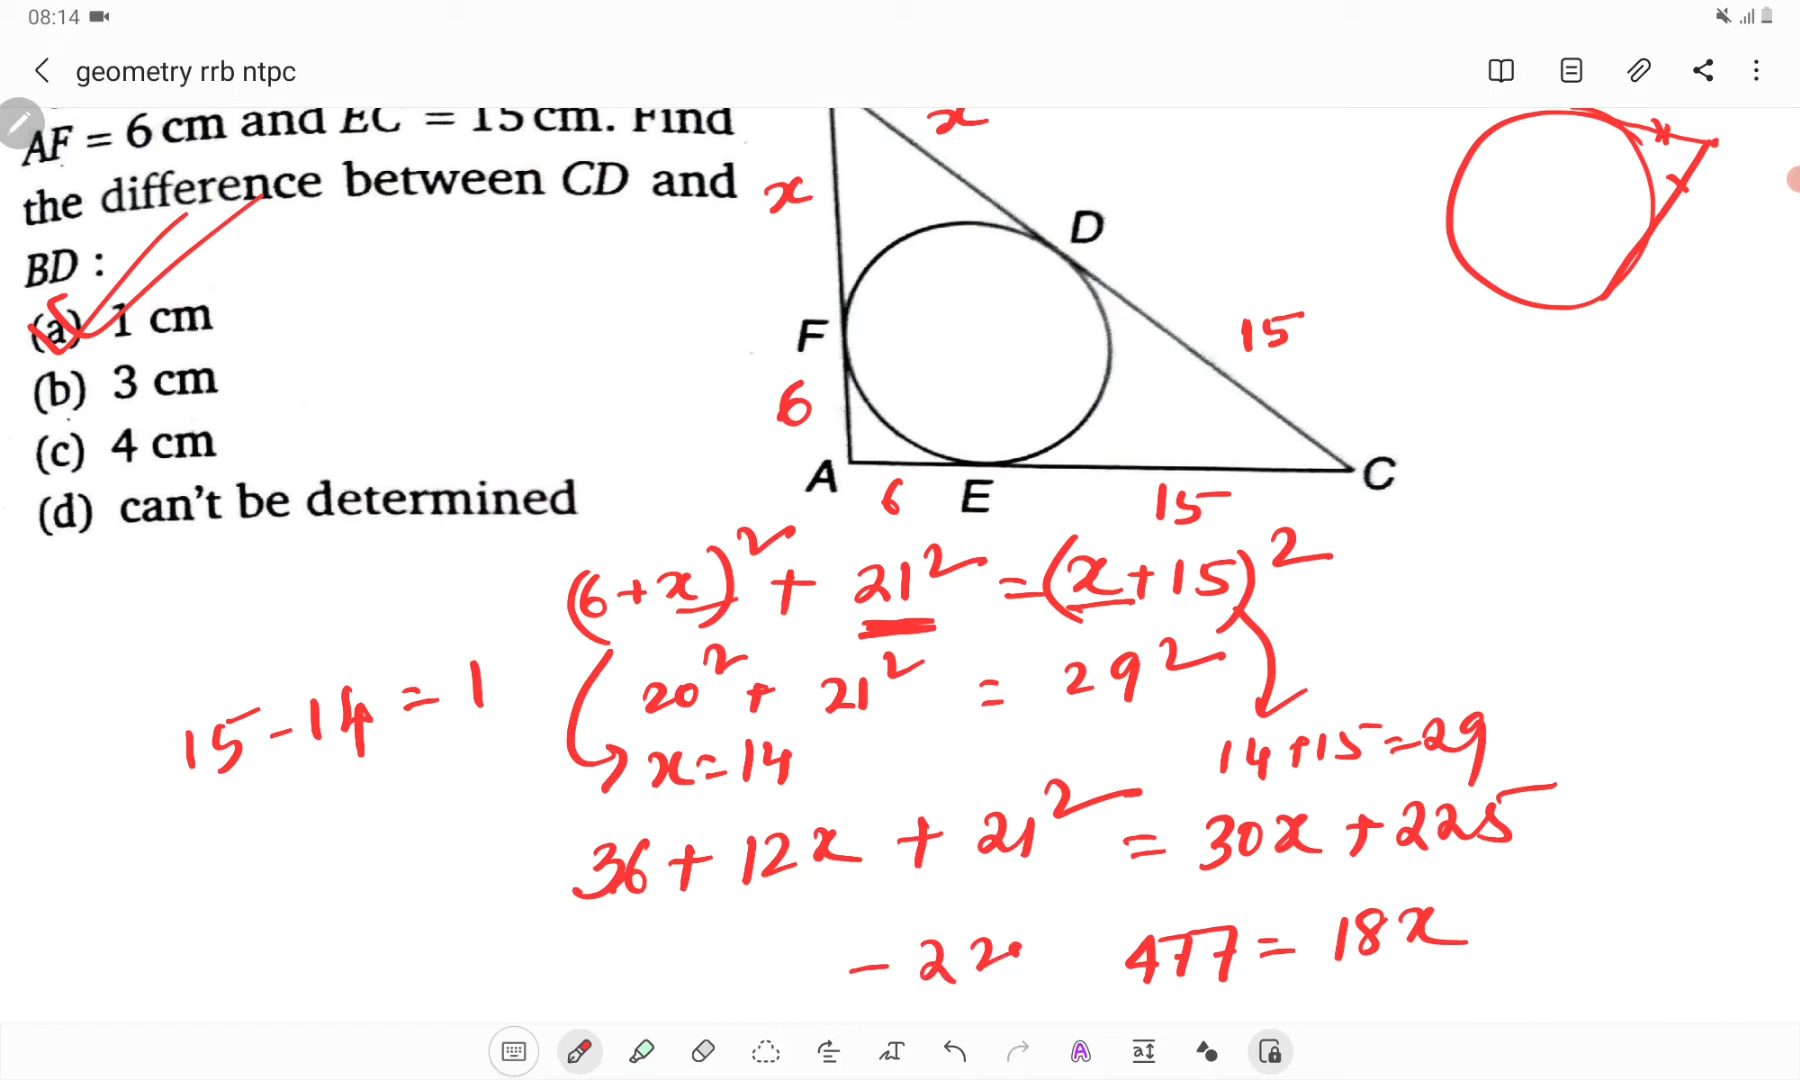 08:14
geometry rrb ntpc
AF = 6 cm and EC = 15 cm. Find
the difference between CD and
BD :
(a) 1 cm
(b) 3 cm
(c) 4 cm
(d) can't be determined
x
x
D
F
15
6
A
6
E
15
C
(6+x)² + 21² = (x+15)²
20² + 21² = 29²
15-14 = 1
x=14
14+15=29
36 + 12x + 21² = 30x + 225
477 = 18x